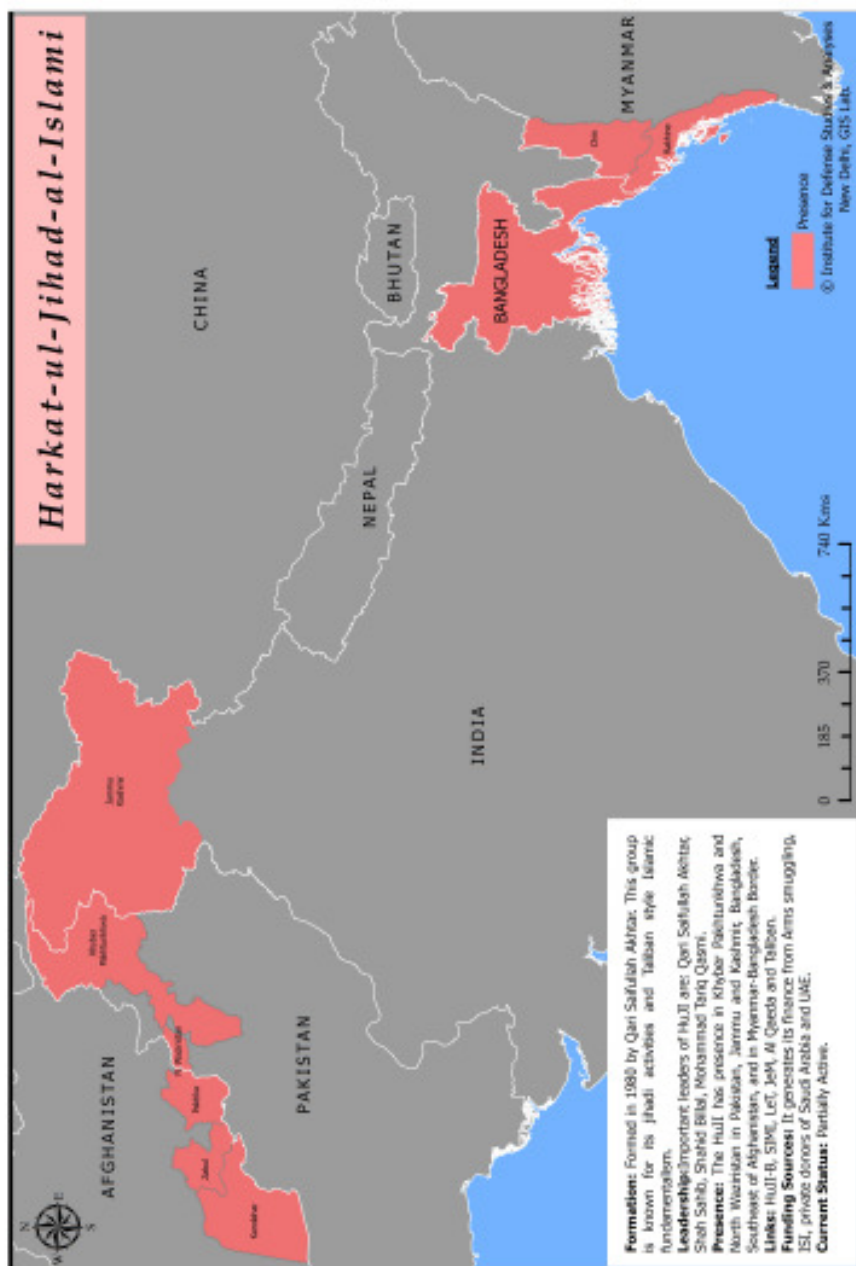 Harkat-ul-Jihad-al-Islami
N
E
S
W
CHINA
AFGHANISTAN
PAKISTAN
INDIA
NEPAL
BHUTAN
BANGLADESH
MYANMAR
Jammu
Kashmir
Khyber
Pakhtunkhwa
N. Waziristan
Paktika
Zabul
Kandahar
Chin
Rakhine
Formation: Formed in 1980 by Qari Saifullah Akhtar. This group
is known for its jihadi activities and Taliban style Islamic
fundamentalism.
Leadership:Important leaders of HuJI are: Qari Saifullah Akhtar,
Shah Sahib, Shahid Billal, Mohammad Tariq Qasmi.
Presence: The HuJI has presence in Khyber Pakhtunkhwa and
North Waziristan in Pakistan, Jammu and Kashmir, Bangladesh,
Southeast of Afghanistan, and in Myanmar-Bangladesh Border.
Links: HuJI-B, SIMI, LeT, JeM, Al Qaeda and Taliban.
Funding Sources: It generates its finance from Arms smuggling,
ISI, private donors of Saudi Arabia and UAE.
Current Status: Partially Active.
0 185 370 740 Kms
Legend
Presence
© Institute for Defense Studies & Analyses
New Delhi, GIS Lab.